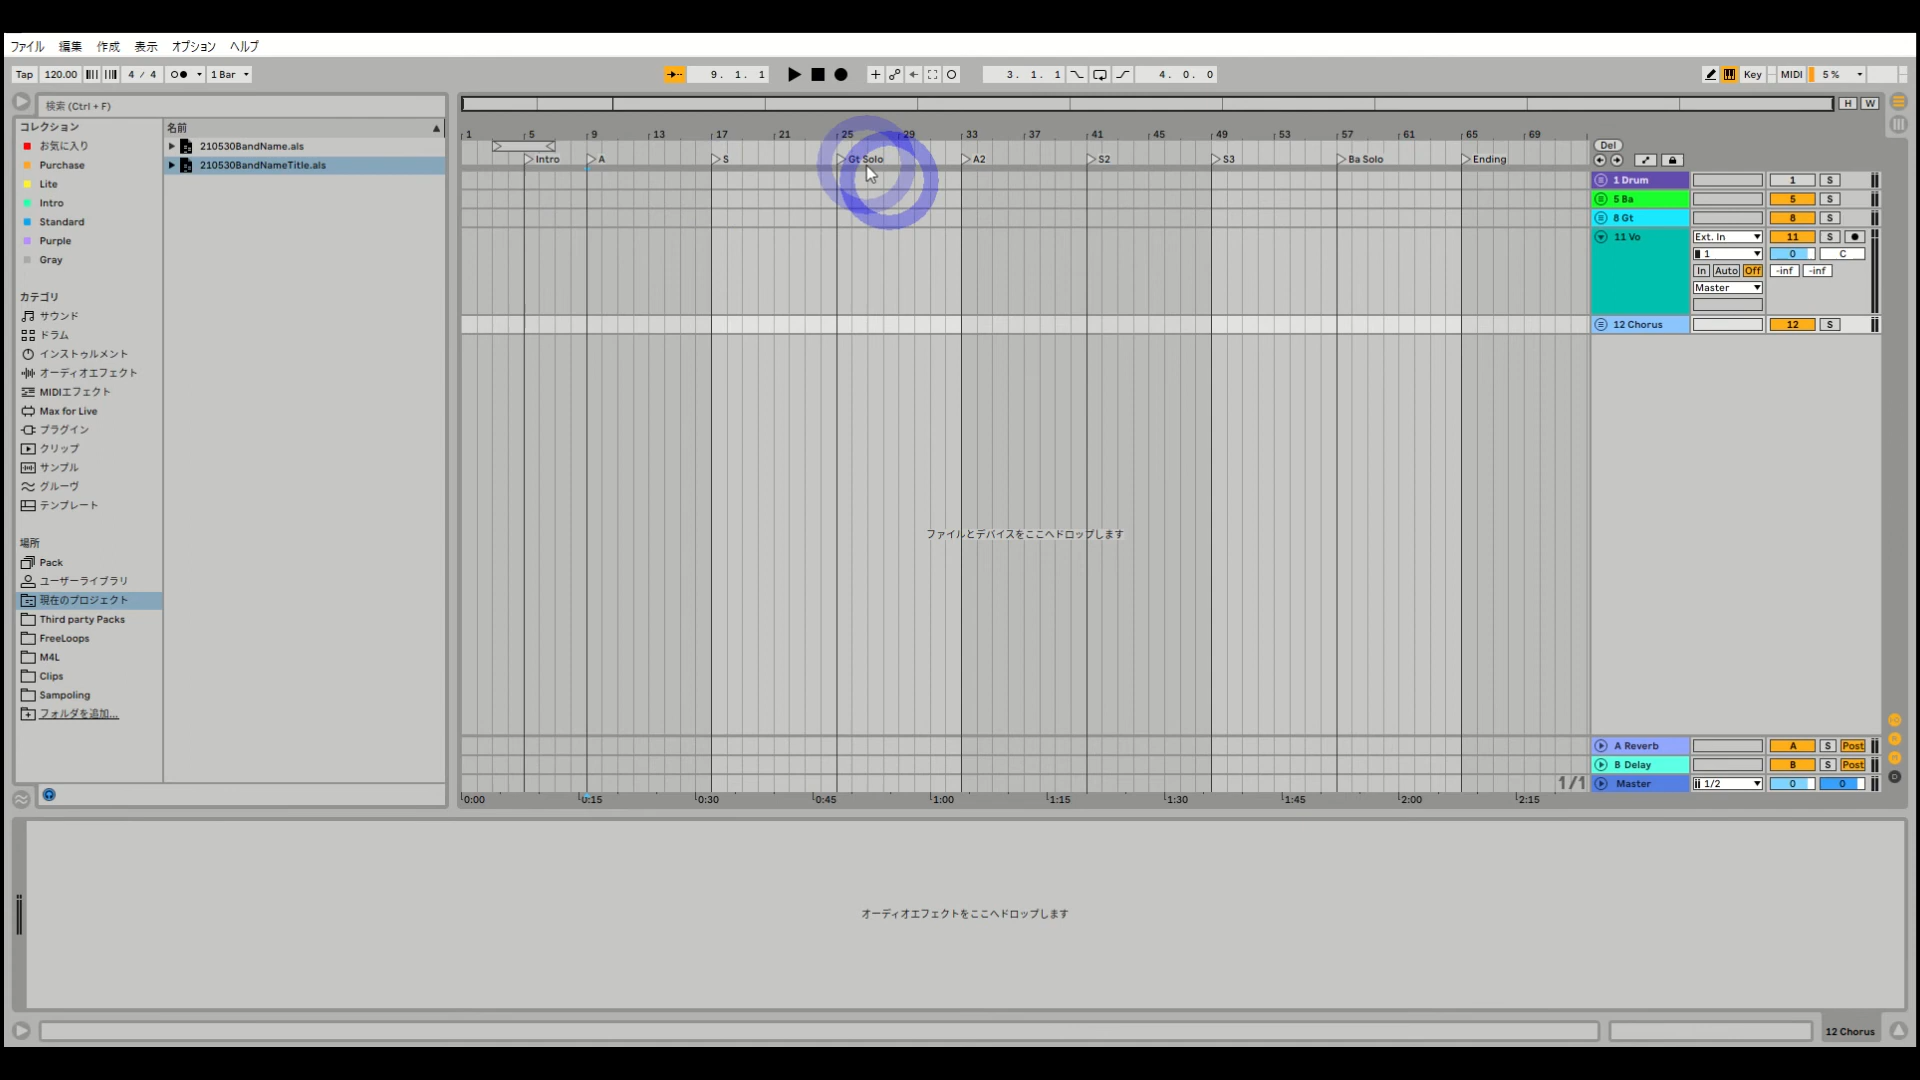 ファイル 編集 作成 表示 オプション ヘルプ
Tap 120.00 4 / 4 1 Bar 9. 1. 1 3. 1. 1 4. 0. 0 Key MIDI 5 %
検索 (Ctrl + F)
H W
コレクション
お気に入り
Purchase
Lite
Intro
Standard
Purple
Gray
カテゴリ
サウンド
ドラム
インストゥルメント
オーディオエフェクト
MIDIエフェクト
Max for Live
プラグイン
クリップ
サンプル
グルーヴ
テンプレート
場所
Pack
ユーザーライブラリ
現在のプロジェクト
Third party Packs
FreeLoops
M4L
Clips
Sampoling
フォルダを追加...
名前
210530BandName.als
210530BandNameTitle.als
1 5 9 13 17 21 25 29 33 37 41 45 49 53 57 61 65 69
Intro A S Gt Solo A2 S2 S3 Ba Solo Ending
Del
1 Drum 1 S
5 Ba 5 S
8 Gt 8 S
11 Vo Ext. In 11 S
1 0 C
In Auto Off -inf -inf
Master
12 Chorus 12 S
ファイルとデバイスをここへドロップします
A Reverb A S Post
B Delay B S Post
1/1 Master 1/2 0 0
0:00 0:15 0:30 0:45 1:00 1:15 1:30 1:45 2:00 2:15
オーディオエフェクトをここへドロップします
12 Chorus